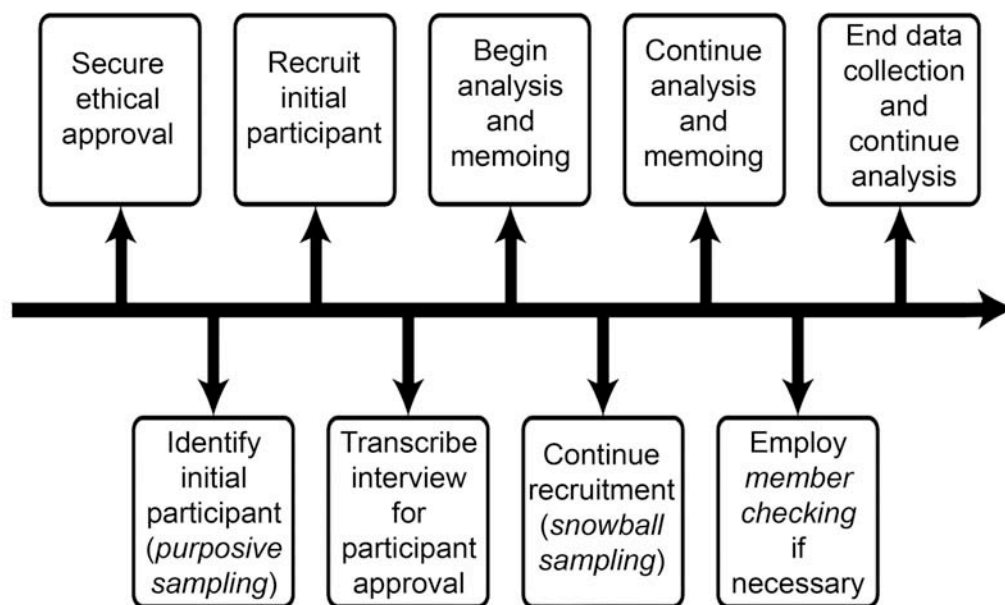 Secure
ethical
approval
Recruit
initial
participant
Begin
analysis
and
memoing
Continue
analysis
and
memoing
End data
collection
and
continue
analysis
Identify
initial
participant
(purposive
sampling)
Transcribe
interview
for
participant
approval
Continue
recruitment
(snowball
sampling)
Employ
member
checking
if
necessary